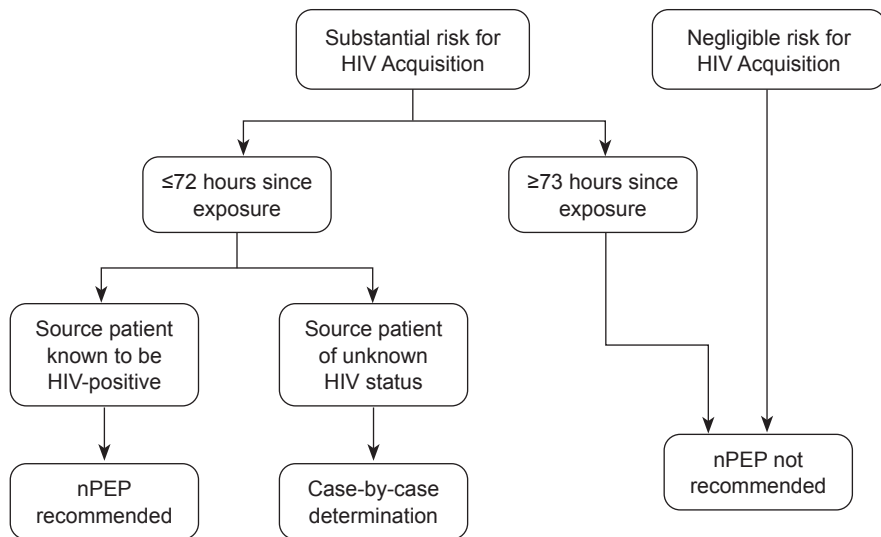 Substantial risk for
HIV Acquisition
Negligible risk for
HIV Acquisition
≤72 hours since
exposure
≥73 hours since
exposure
Source patient
known to be
HIV-positive
Source patient
of unknown
HIV status
nPEP
recommended
Case-by-case
determination
nPEP not
recommended